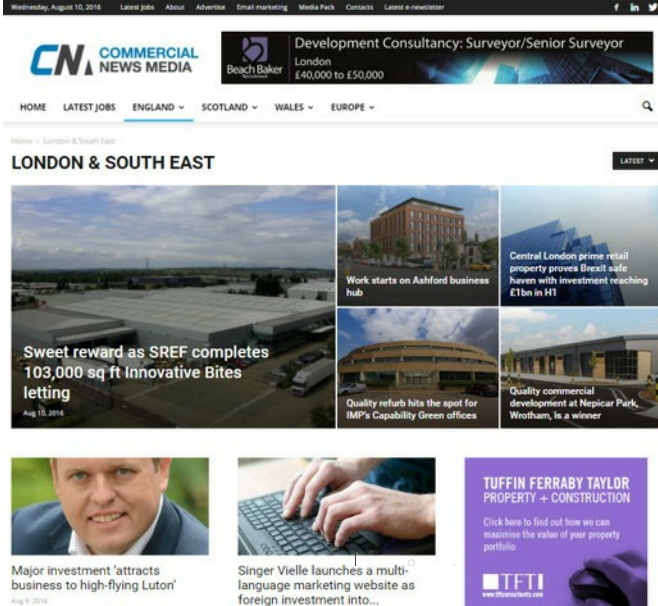 Wednesday, August 10, 2016 Latest Jobs About Advertise Email marketing Media Pack Contacts Latest e-newsletter
CN COMMERCIAL
NEWS MEDIA
Beach Baker
Recruitment
Development Consultancy: Surveyor/Senior Surveyor
London
£40,000 to £50,000
HOME LATEST JOBS ENGLAND SCOTLAND WALES EUROPE
Home › London & South East
LONDON & SOUTH EAST
LATEST
Sweet reward as SREF completes
103,000 sq ft Innovative Bites
letting
Aug 10, 2016
Work starts on Ashford business
hub
Central London prime retail
property proves Brexit safe
haven with investment reaching
£1bn in H1
Quality refurb hits the spot for
IMP's Capability Green offices
Quality commercial
development at Nepicar Park,
Wrotham, is a winner
Major investment 'attracts
business to high-flying Luton'
Aug 9, 2016
Singer Vielle launches a multi-
language marketing website as
foreign investment into...
TUFFIN FERRABY TAYLOR
PROPERTY + CONSTRUCTION
Click here to find out how we can
maximise the value of your property
portfolio
TFT
www.tftconsultants.com